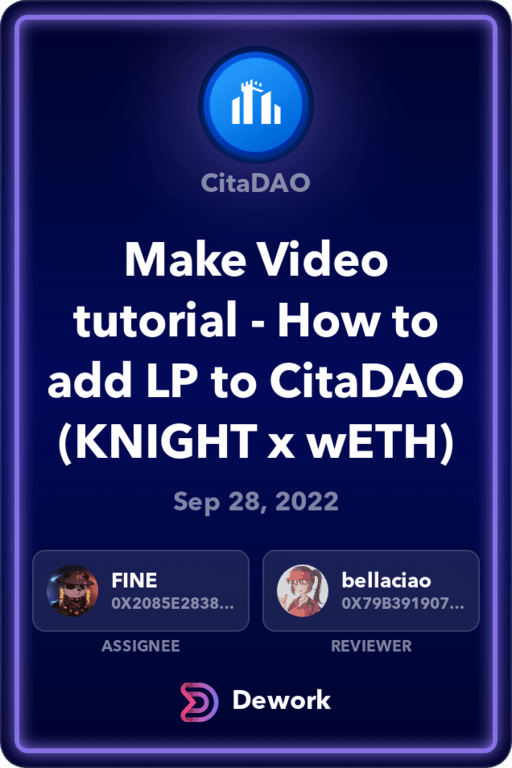 CitaDAO
Make Video
tutorial - How to
add LP to CitaDAO
(KNIGHT x wETH)
Sep 28, 2022
FINE
0X2085E2838...
ASSIGNEE
bellaciao
0X79B391907...
REVIEWER
Dework